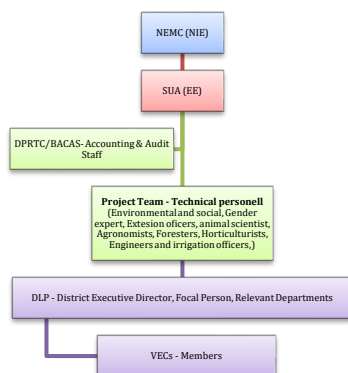 NEMC (NIE)
SUA (EE)
DPRTC/BACAS- Accounting & Audit
Staff
Project Team - Technical personell
(Environmental and social, Gender
expert, Extesion oficers, animal scientist,
Agronomists, Foresters, Horticulturists,
Engineers and irrigation officers,)
DLP - District Executive Director, Focal Person, Relevant Departments
VECs - Members